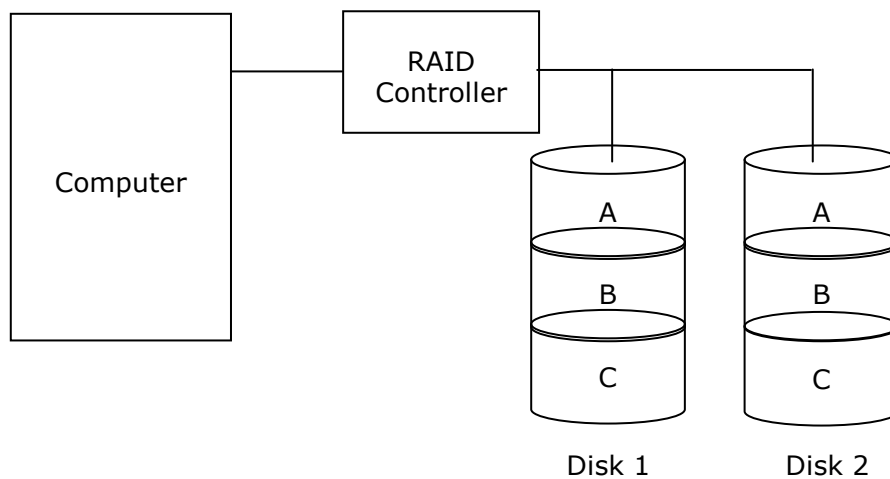 RAID
Controller
Computer
A
A
B
B
C
C
Disk 1
Disk 2